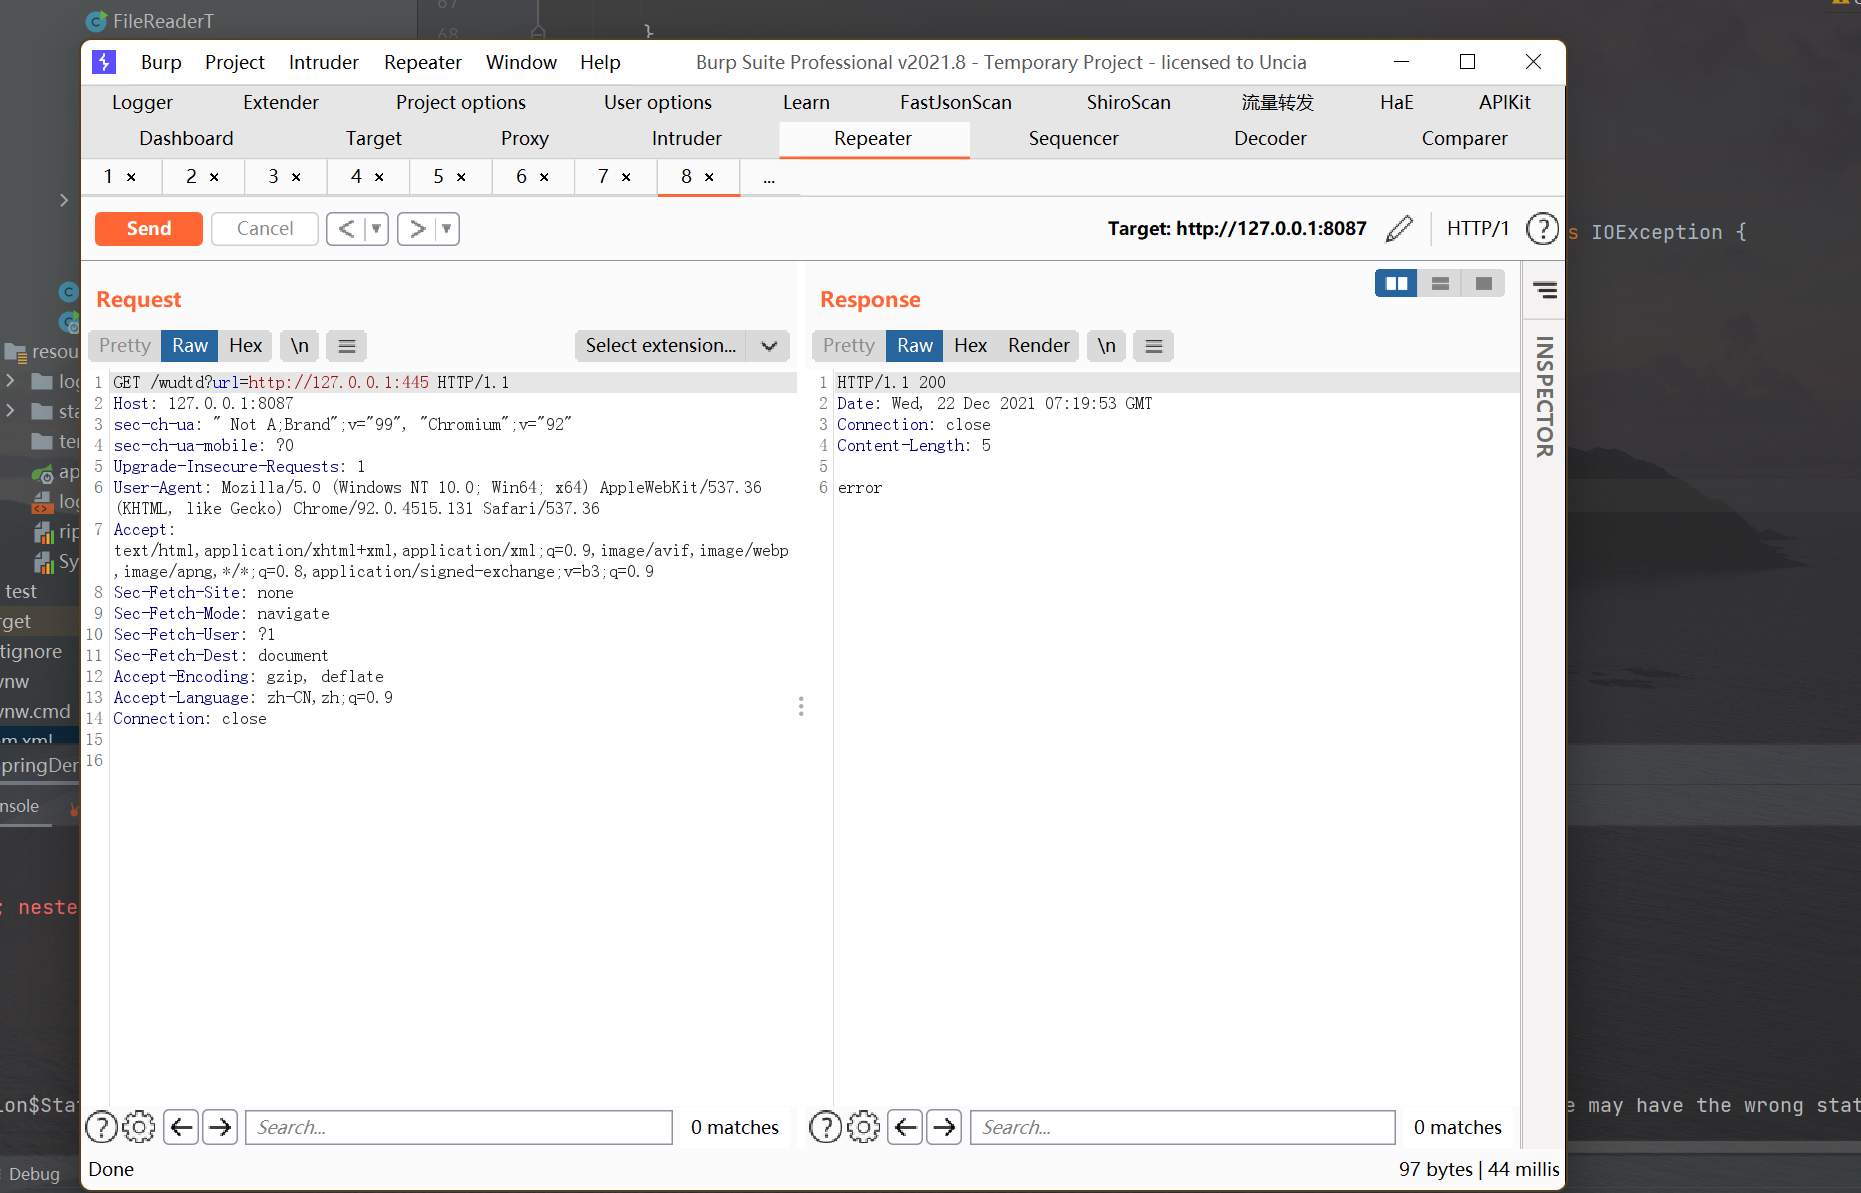 FileReaderT
67
68
}
Burp Project Intruder Repeater Window Help
Burp Suite Professional v2021.8 - Temporary Project - licensed to Uncia
Logger Extender Project options User options Learn FastJsonScan ShiroScan 流量转发 HaE APIKit
Dashboard Target Proxy Intruder Repeater Sequencer Decoder Comparer
1 × 2 × 3 × 4 × 5 × 6 × 7 × 8 × ...
Send Cancel < ▼ > ▼
Target: http://127.0.0.1:8087
HTTP/1 ?
s IOException {
Request
Pretty Raw Hex \n
Select extension...
1 GET /wudtd?url=http://127.0.0.1:445 HTTP/1.1
2 Host: 127.0.0.1:8087
3 sec-ch-ua: " Not A;Brand";v="99", "Chromium";v="92"
4 sec-ch-ua-mobile: ?0
5 Upgrade-Insecure-Requests: 1
6 User-Agent: Mozilla/5.0 (Windows NT 10.0; Win64; x64) AppleWebKit/537.36
(KHTML, like Gecko) Chrome/92.0.4515.131 Safari/537.36
7 Accept:
text/html,application/xhtml+xml,application/xml;q=0.9,image/avif,image/webp
,image/apng,*/*;q=0.8,application/signed-exchange;v=b3;q=0.9
8 Sec-Fetch-Site: none
9 Sec-Fetch-Mode: navigate
10 Sec-Fetch-User: ?1
11 Sec-Fetch-Dest: document
12 Accept-Encoding: gzip, deflate
13 Accept-Language: zh-CN,zh;q=0.9
14 Connection: close
15
16
Response
Pretty Raw Hex Render \n
1 HTTP/1.1 200
2 Date: Wed, 22 Dec 2021 07:19:53 GMT
3 Connection: close
4 Content-Length: 5
5
6 error
INSPECTOR
resou
log
sta
ter
ap
log
rip
Sy
test
rget
tignore
vnw
vnw.cmd
m.xml
pringDer
nsole
; neste
ion$Sta
e may have the wrong stat
Debug
? Search... 0 matches
? Search... 0 matches
Done
97 bytes | 44 millis